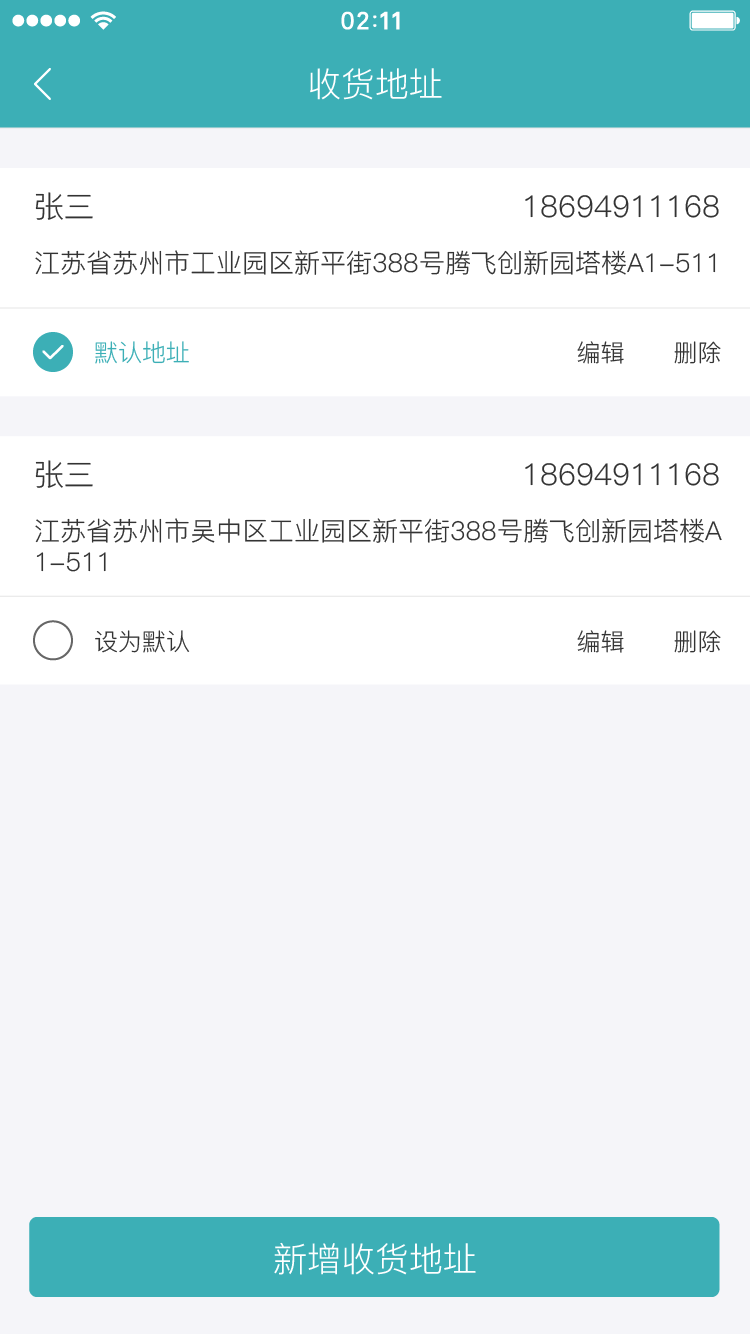 02:11
收货地址
张三 18694911168
江苏省苏州市工业园区新平街388号腾飞创新园塔楼A1-511
默认地址 编辑 删除
张三 18694911168
江苏省苏州市吴中区工业园区新平街388号腾飞创新园塔楼A
1-511
设为默认 编辑 删除
新增收货地址